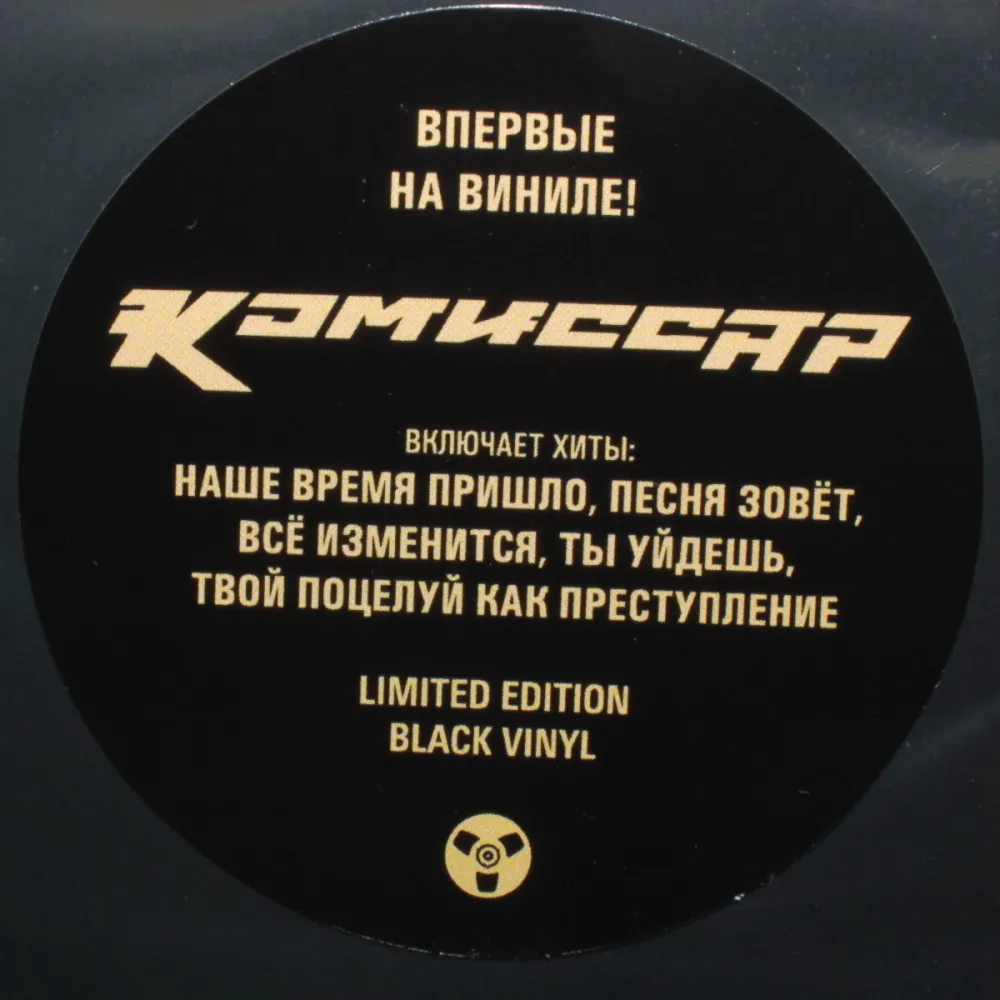 ВПЕРВЫЕ
НА ВИНИЛЕ!
КОМИССАР
ВКЛЮЧАЕТ ХИТЫ:
НАШЕ ВРЕМЯ ПРИШЛО, ПЕСНЯ ЗОВЁТ,
ВСЁ ИЗМЕНИТСЯ, ТЫ УЙДЕШЬ,
ТВОЙ ПОЦЕЛУЙ КАК ПРЕСТУПЛЕНИЕ
LIMITED EDITION
BLACK VINYL